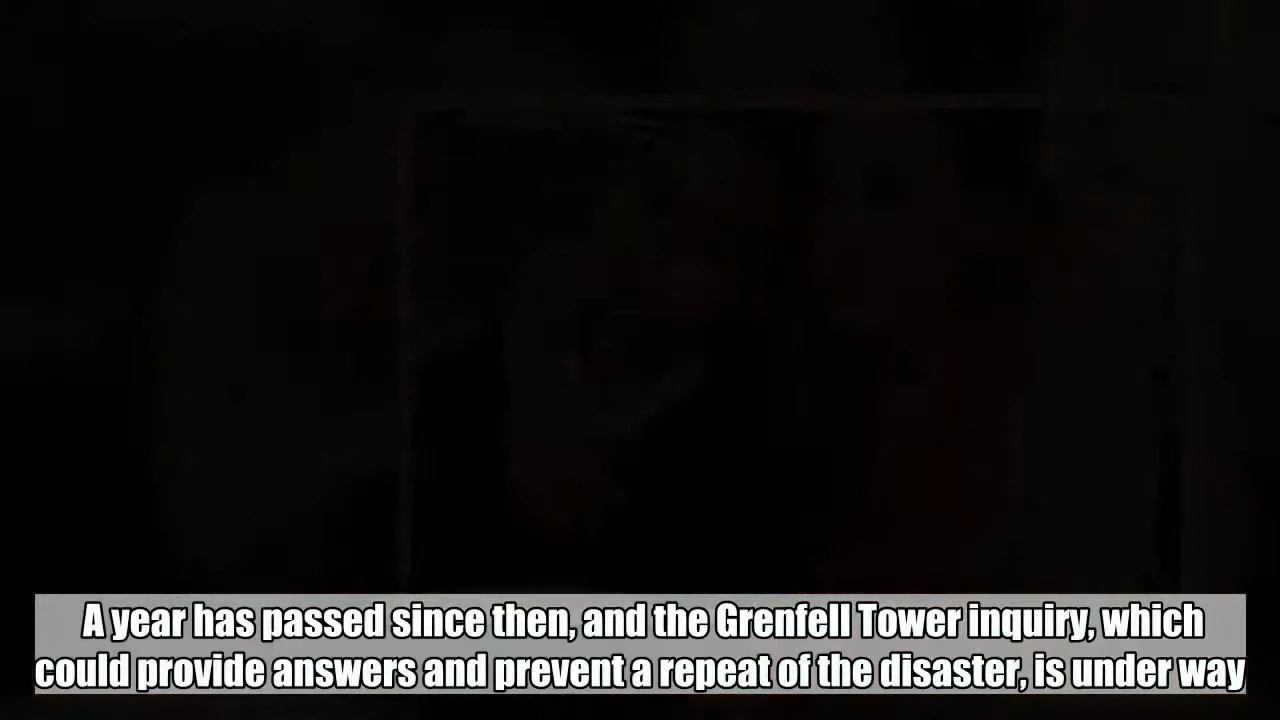 A year has passed since then, and the Grenfell Tower inquiry, which
could provide answers and prevent a repeat of the disaster, is under way